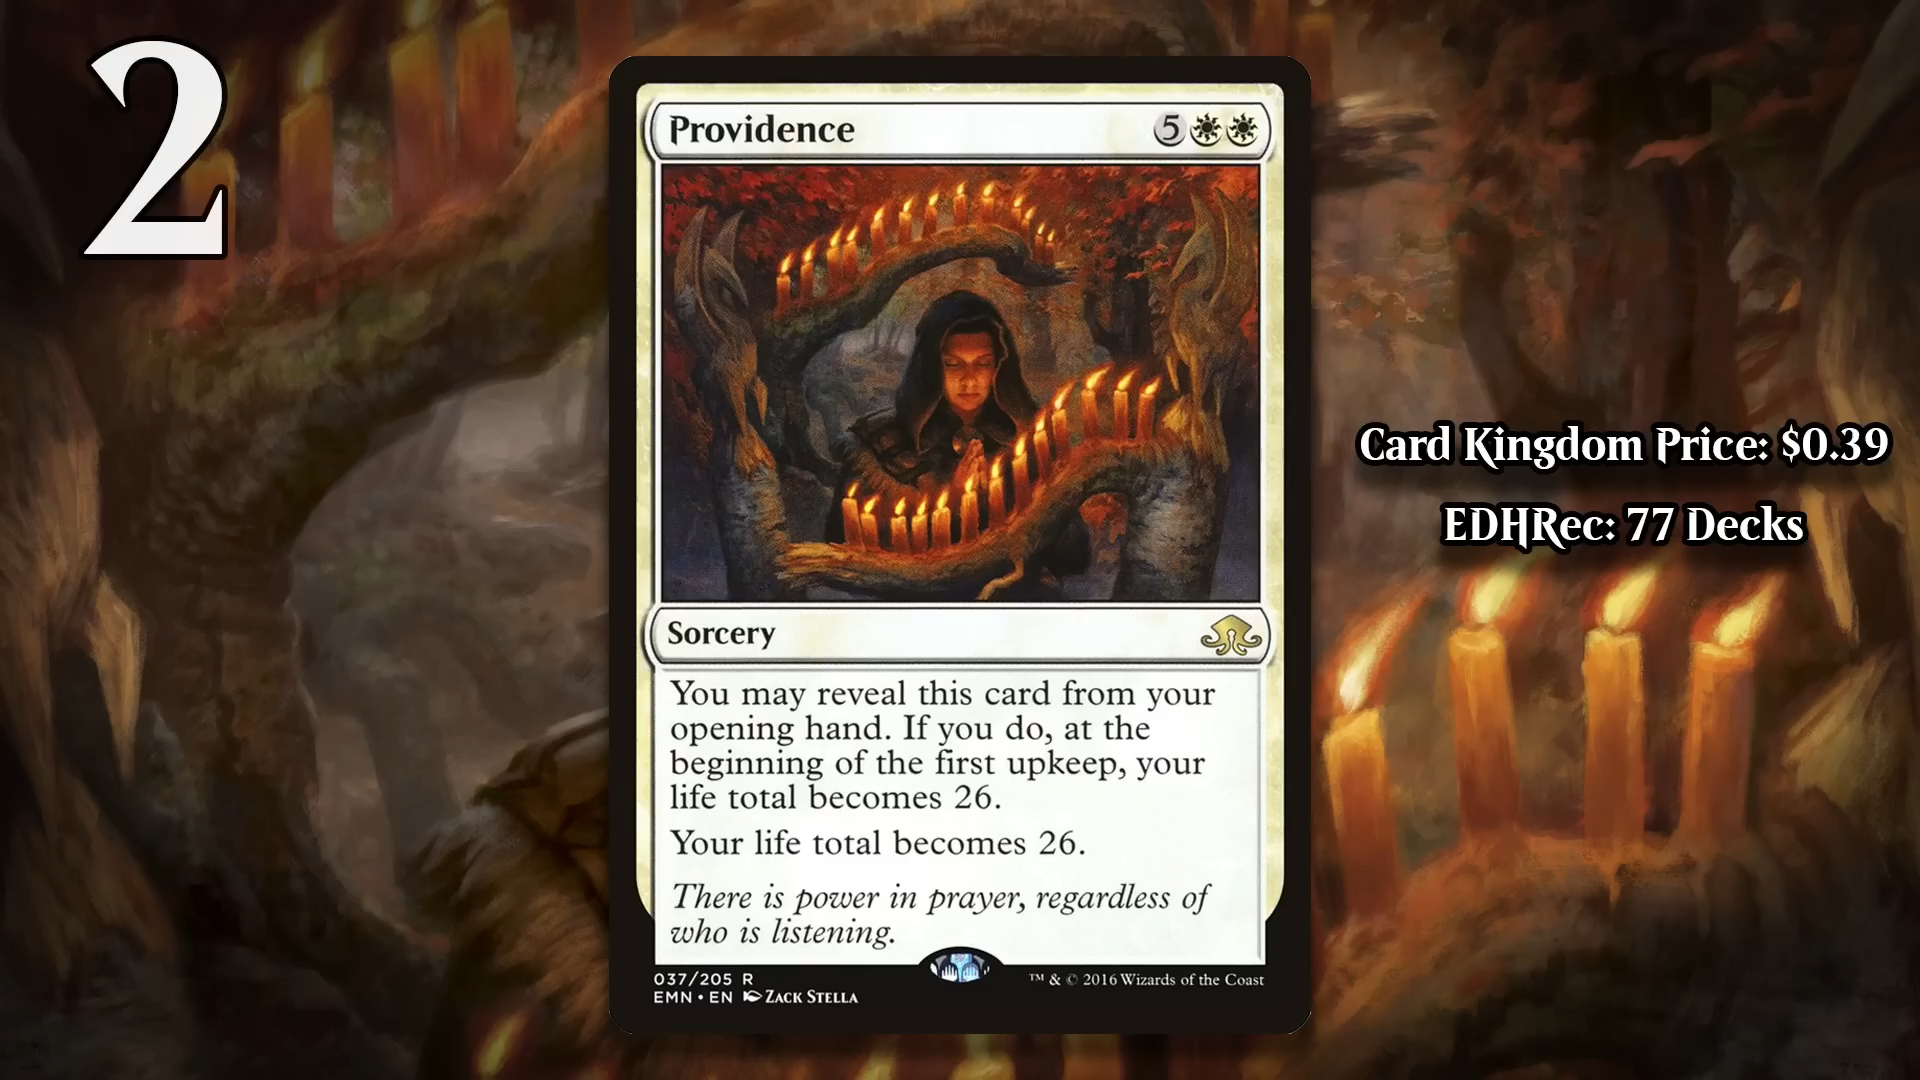 2
Providence 5
Card Kingdom Price: $0.39
EDHRec: 77 Decks
Sorcery
You may reveal this card from your
opening hand. If you do, at the
beginning of the first upkeep, your
life total becomes 26.
Your life total becomes 26.
There is power in prayer, regardless of
who is listening.
037/205 R
EMN • EN Zack Stella
™ & © 2016 Wizards of the Coast